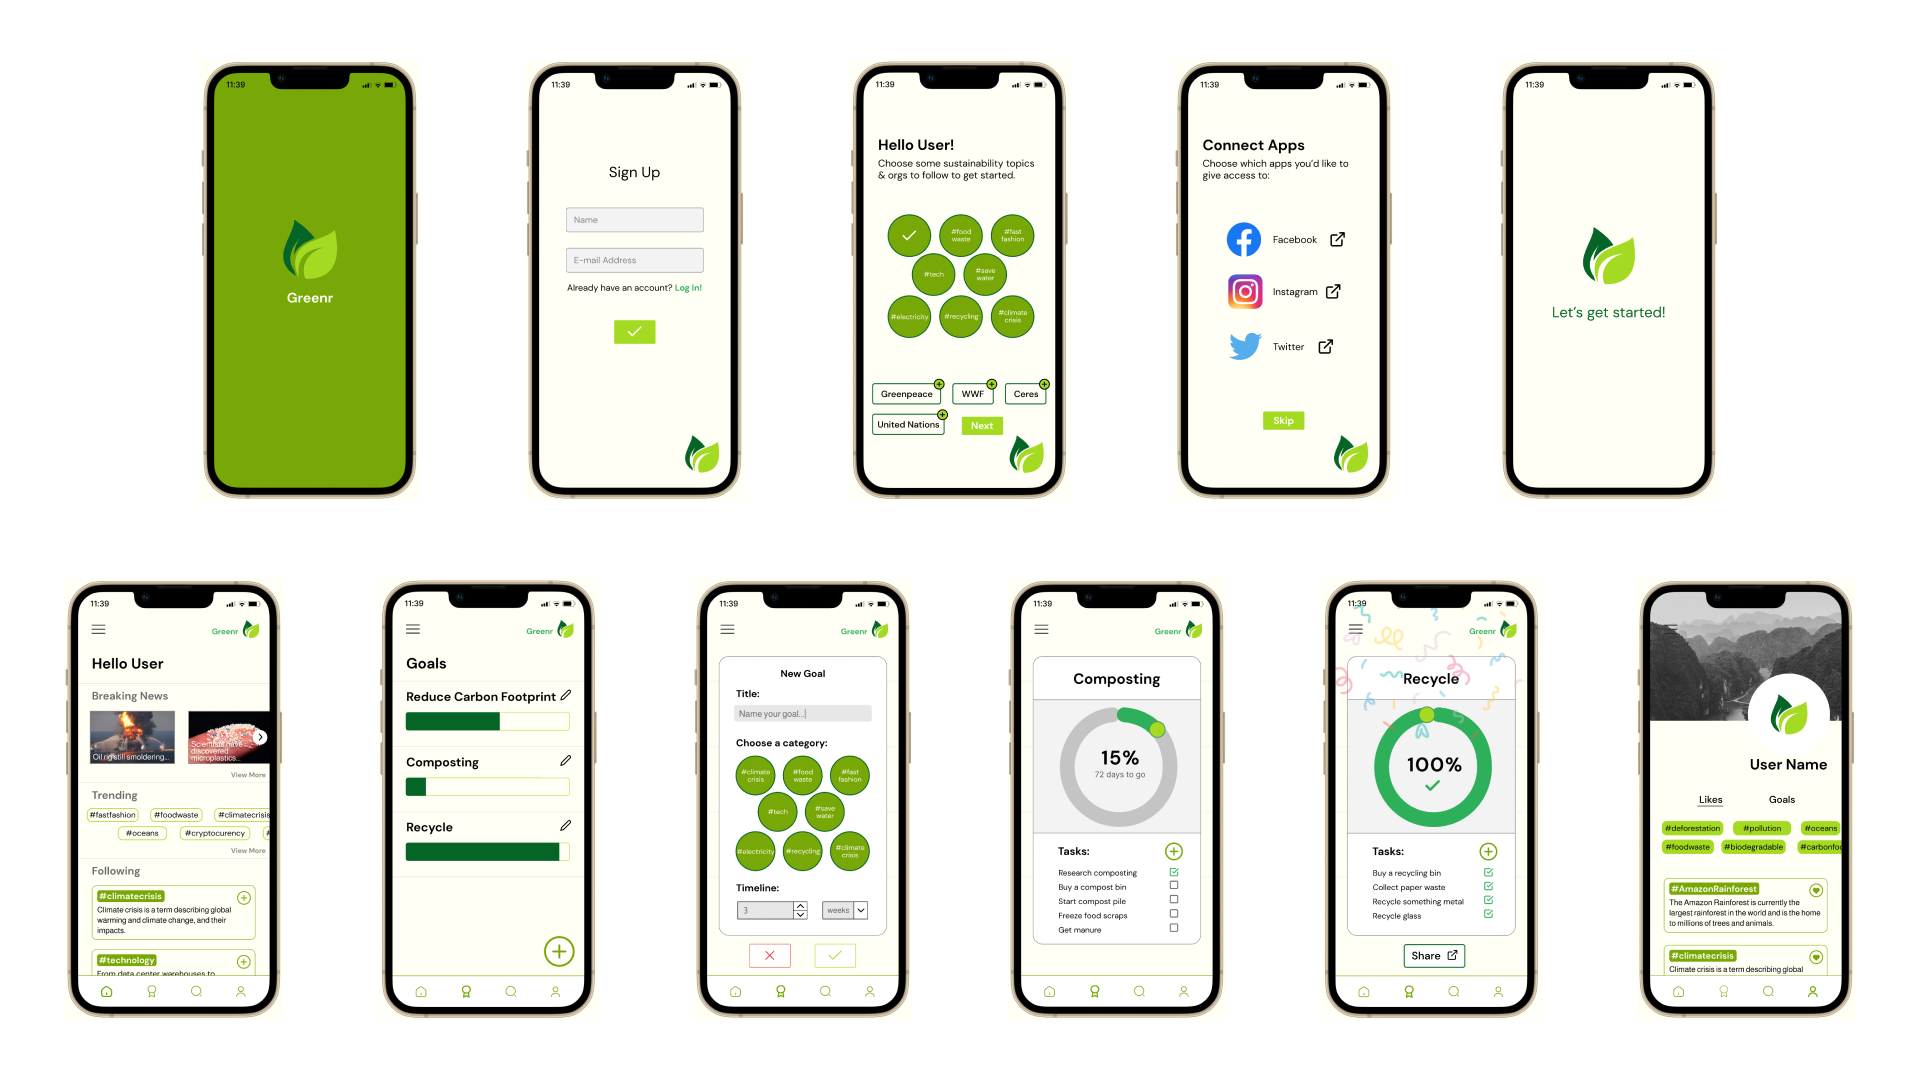 11:39
Greenr
11:39
Sign Up
Name
E-mail Address
Already have an account? Log In!
11:39
Hello User!
Choose some sustainability topics
& orgs to follow to get started.
#food
waste
#fast
fashion
#tech
#save
water
#electricity
#recycling
#climate
crisis
Greenpeace
WWF
Ceres
United Nations
Next
11:39
Connect Apps
Choose which apps you'd like to
give access to:
Facebook
Instagram
Twitter
Skip
11:39
Let's get started!
11:39
Greenr
Hello User
Breaking News
Oil rig still smoldering...
Scientists have
discovered
microplastics...
View More
Trending
#fastfashion
#foodwaste
#climatecrisis
#oceans
#cryptocurency
#
View More
Following
#climatecrisis
Climate crisis is a term describing global
warming and climate change, and their
impacts.
#technology
From data center warehouses to
11:39
Greenr
Goals
Reduce Carbon Footprint
Composting
Recycle
11:39
Greenr
New Goal
Title:
Name your goal...
Choose a category:
#climate
crisis
#food
waste
#fast
fashion
#tech
#save
water
#electricity
#recycling
#climate
crisis
Timeline:
3
weeks
11:39
Greenr
Composting
15%
72 days to go
Tasks:
Research composting
Buy a compost bin
Start compost pile
Freeze food scraps
Get manure
11:39
Greenr
Recycle
100%
Tasks:
Buy a recycling bin
Collect paper waste
Recycle something metal
Recycle glass
Share
11:39
User Name
Likes
Goals
#deforestation
#pollution
#oceans
#foodwaste
#biodegradable
#carbonfo
#AmazonRainforest
The Amazon Rainforest is currently the
largest rainforest in the world and is the home
to millions of trees and animals.
#climatecrisis
Climate crisis is a term describing global